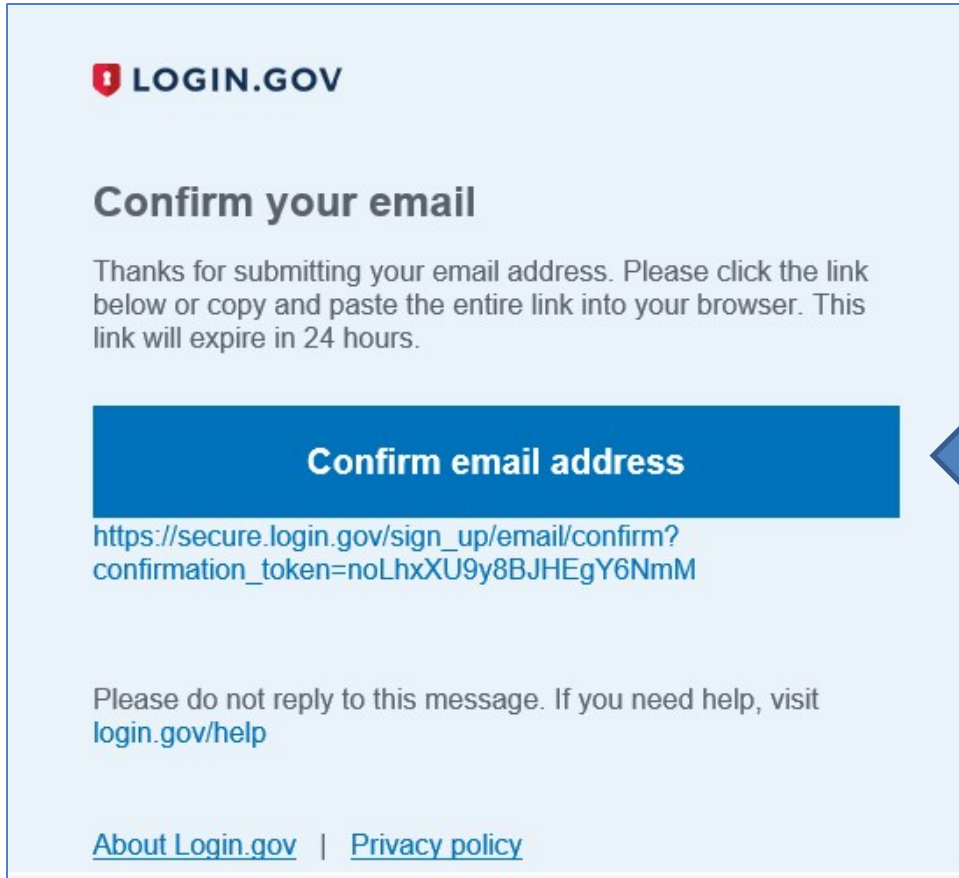 LOGIN.GOV
Confirm your email
Thanks for submitting your email address. Please click the link
below or copy and paste the entire link into your browser. This
link will expire in 24 hours.
Confirm email address
https://secure.login.gov/sign_up/email/confirm?
confirmation_token=noLhxXU9y8BJHEgY6NmM
Please do not reply to this message. If you need help, visit
login.gov/help
About Login.gov | Privacy policy